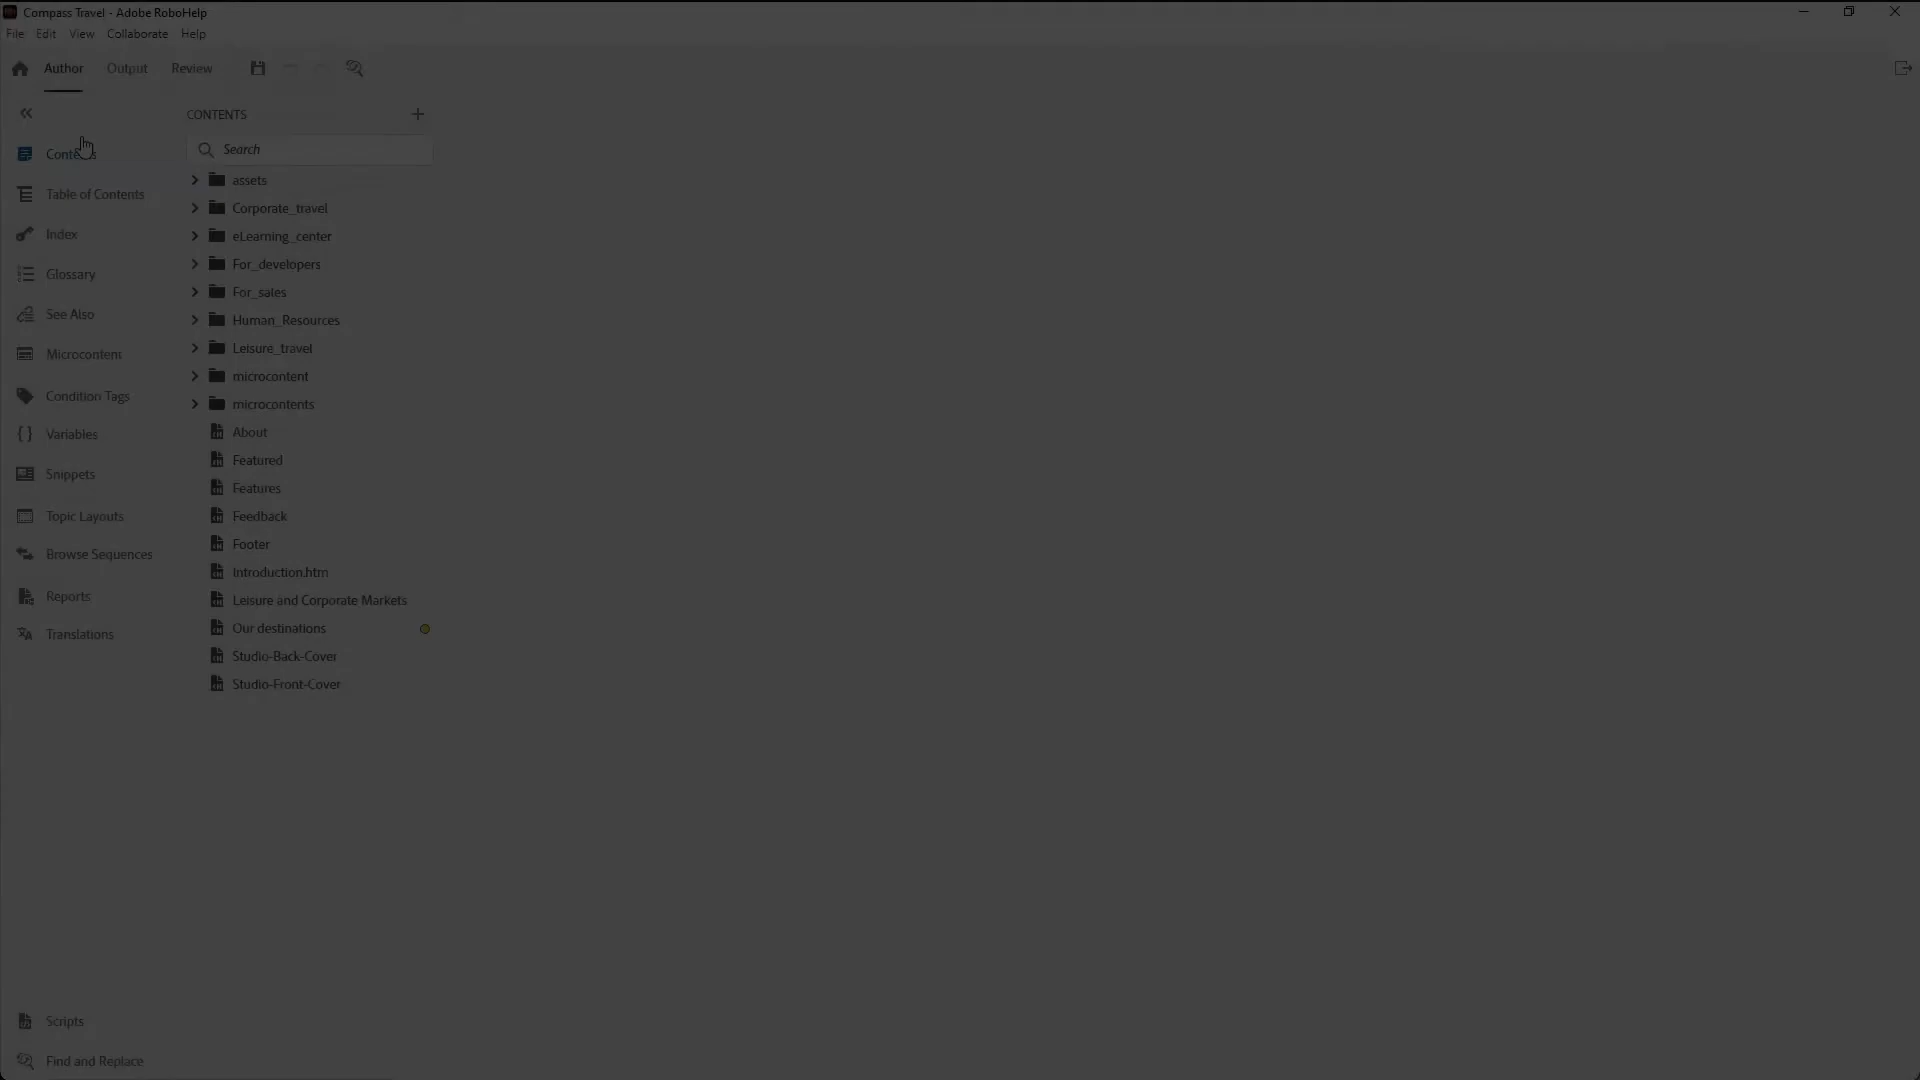 Compass Travel - Adobe RoboHelp
File Edit View Collaborate Help
Author Output Review
CONTENTS
Search
Contents
Table of Contents
Index
Glossary
See Also
Microcontent
Condition Tags
Variables
Snippets
Topic Layouts
Browse Sequences
Reports
Translations
assets
Corporate_travel
eLearning_center
For_developers
For_sales
Human_Resources
Leisure_travel
microcontent
microcontents
About
Featured
Features
Feedback
Footer
Introduction.htm
Leisure and Corporate Markets
Our destinations
Studio-Back-Cover
Studio-Front-Cover
Scripts
Find and Replace